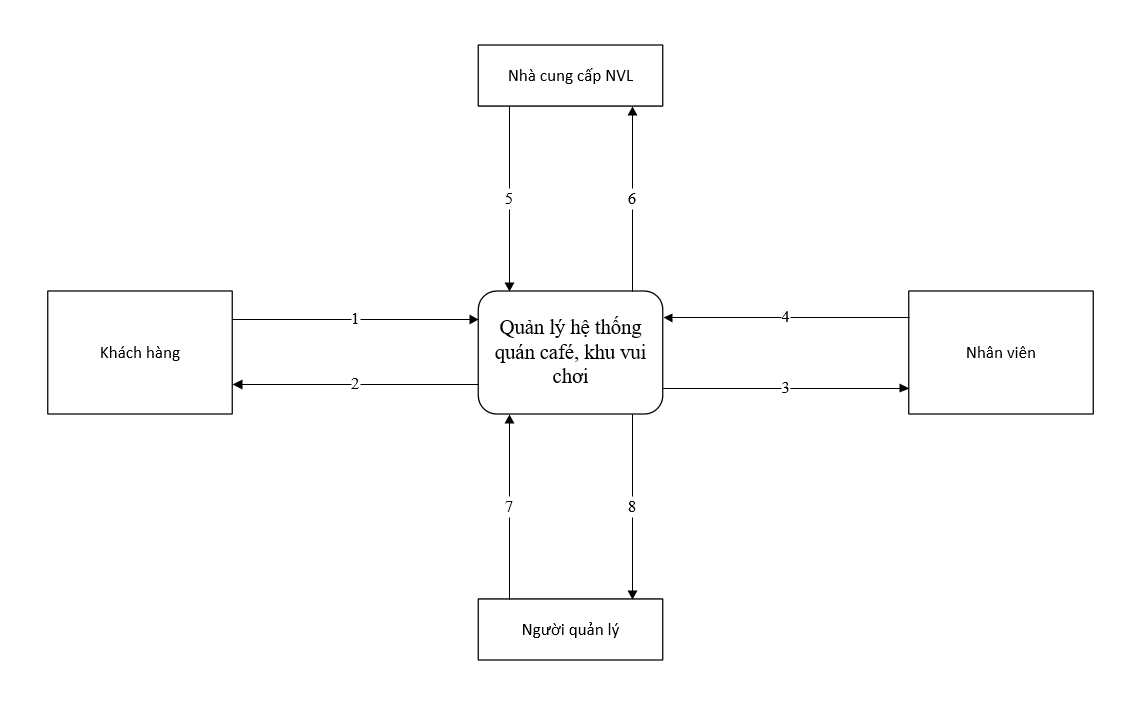 Nhà cung cấp NVL
5
6
Khách hàng
1
2
Quản lý hệ thống
quán café, khu vui
chơi
4
3
Nhân viên
7
8
Người quản lý